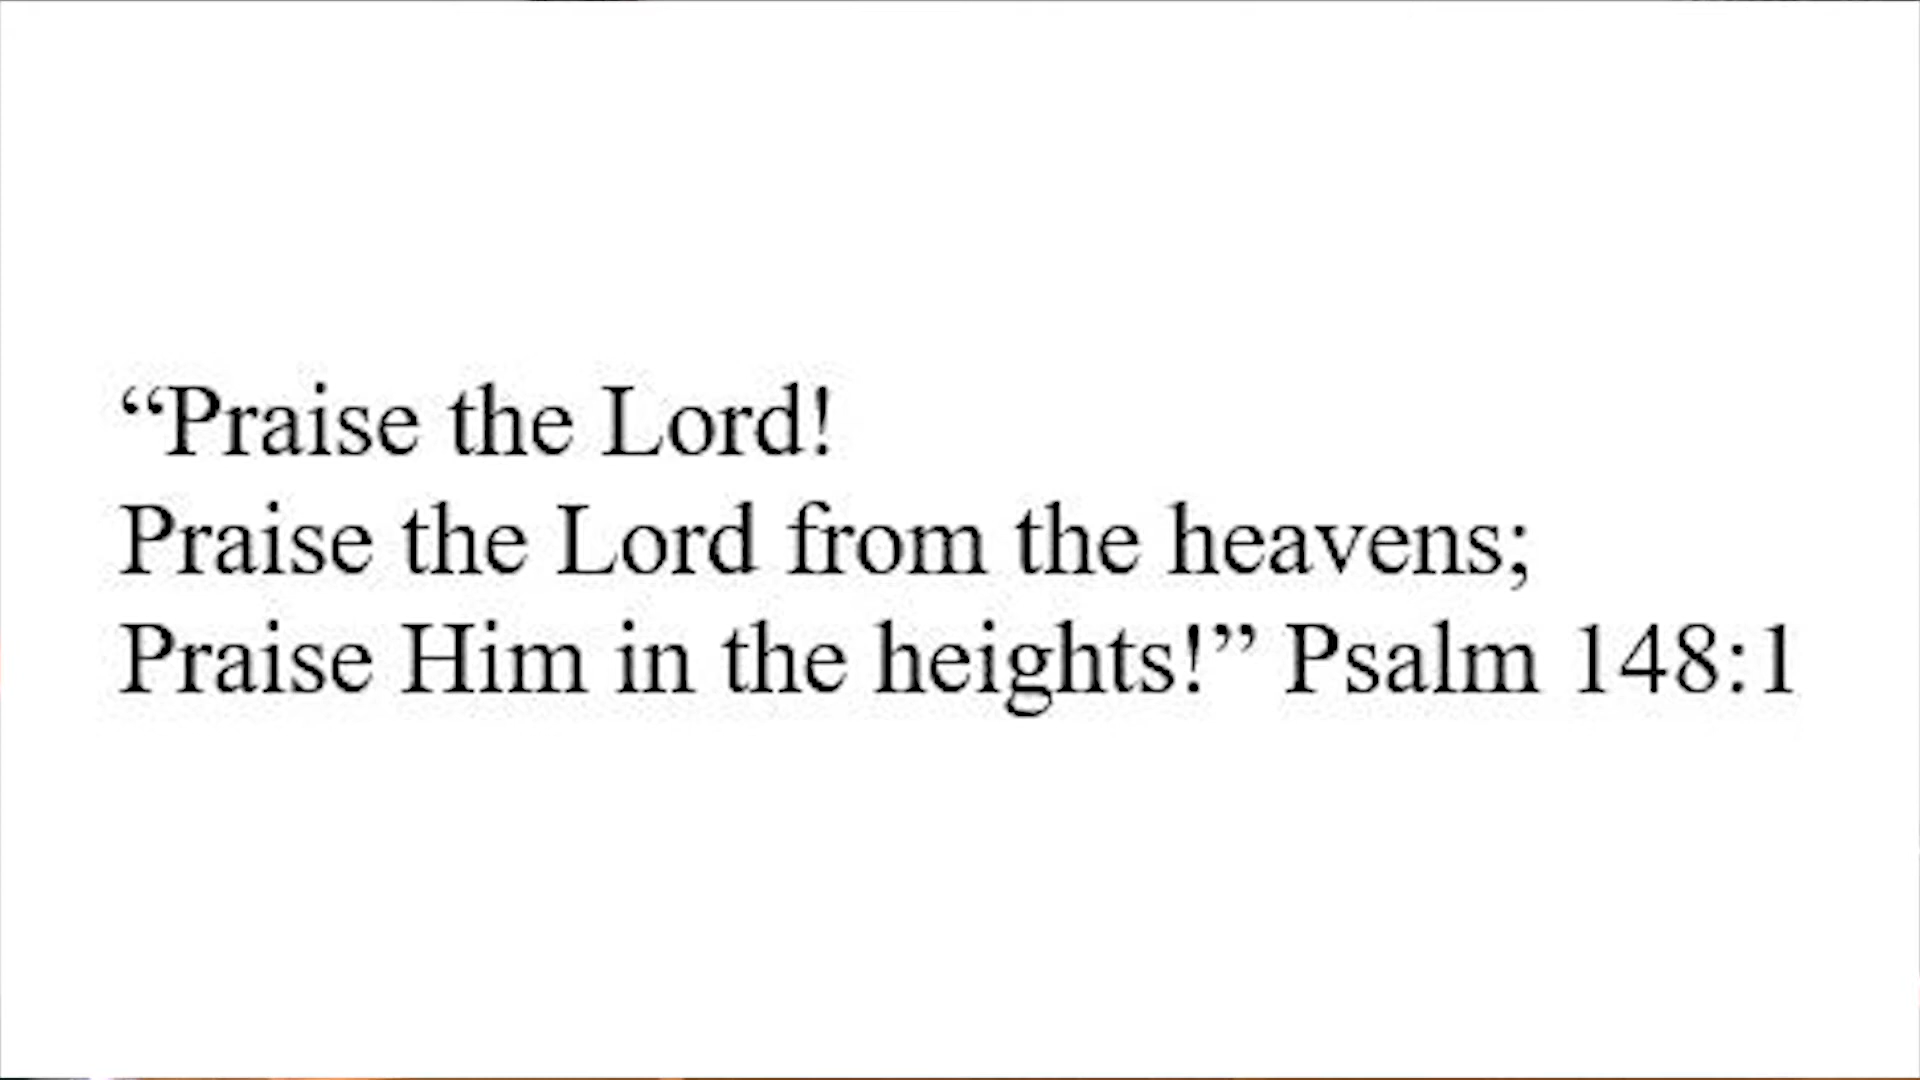 “Praise the Lord!
Praise the Lord from the heavens;
Praise Him in the heights!” Psalm 148:1